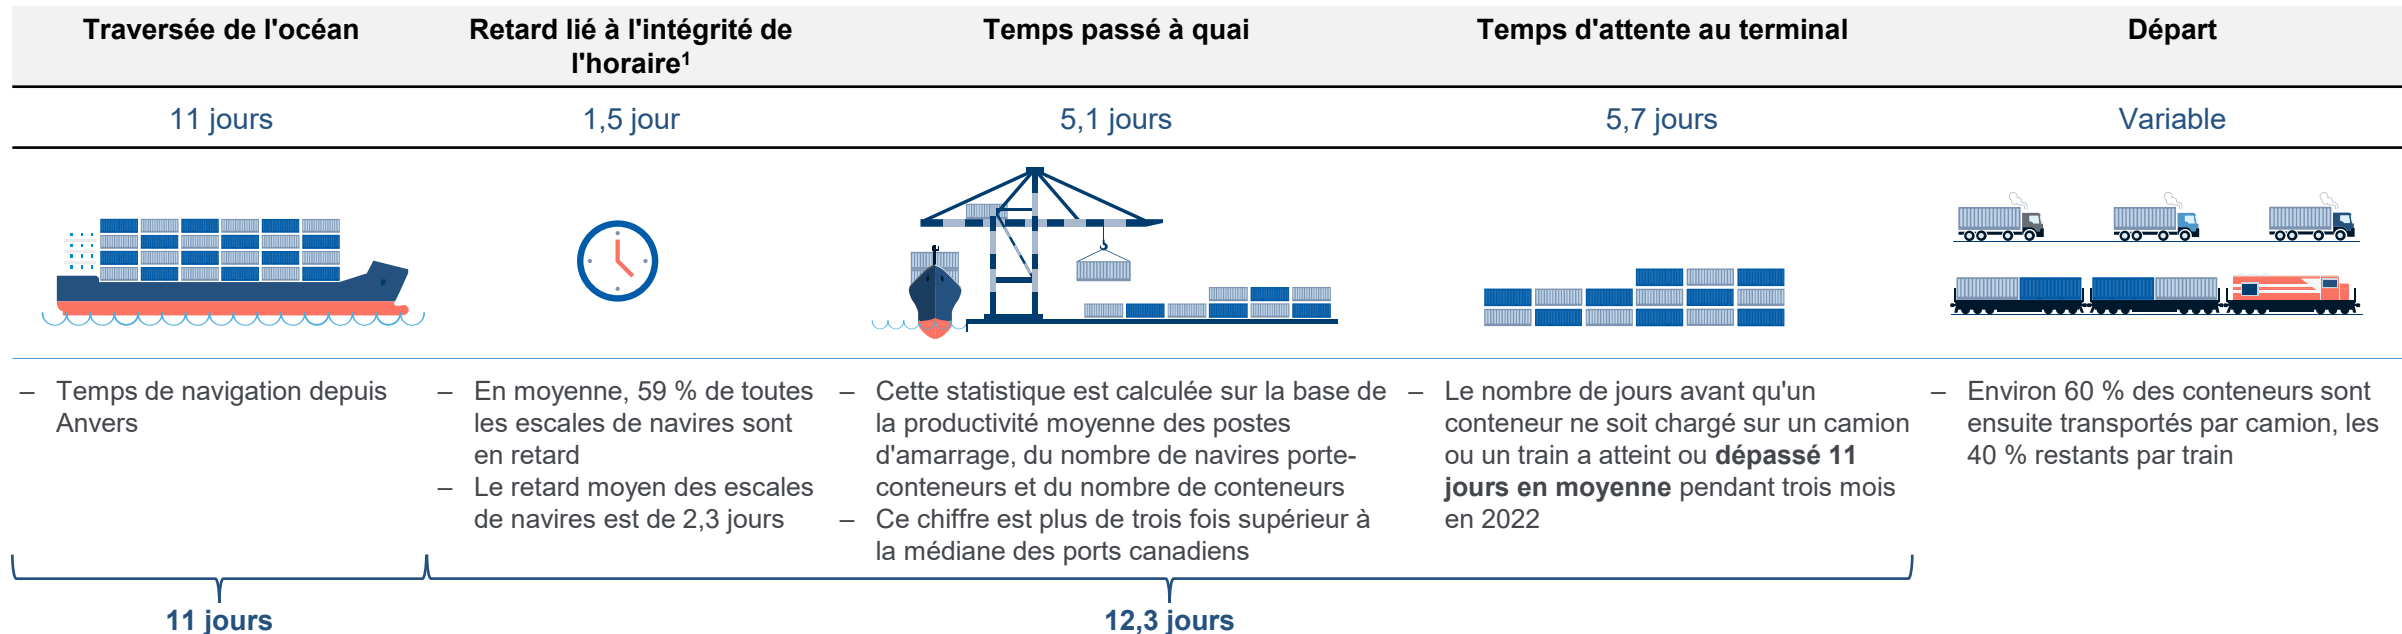 Traversée de l'océan
Retard lié à l'intégrité de
l'horaire¹
Temps passé à quai
Temps d'attente au terminal
Départ
11 jours
1,5 jour
5,1 jours
5,7 jours
Variable
– Temps de navigation depuis
Anvers
– En moyenne, 59 % de toutes
les escales de navires sont
en retard
– Le retard moyen des escales
de navires est de 2,3 jours
– Cette statistique est calculée sur la base de
la productivité moyenne des postes
d'amarrage, du nombre de navires porte-
conteneurs et du nombre de conteneurs
– Ce chiffre est plus de trois fois supérieur à
la médiane des ports canadiens
– Le nombre de jours avant qu'un
conteneur ne soit chargé sur un camion
ou un train a atteint ou dépassé 11
jours en moyenne pendant trois mois
en 2022
– Environ 60 % des conteneurs sont
ensuite transportés par camion, les
40 % restants par train
11 jours
12,3 jours